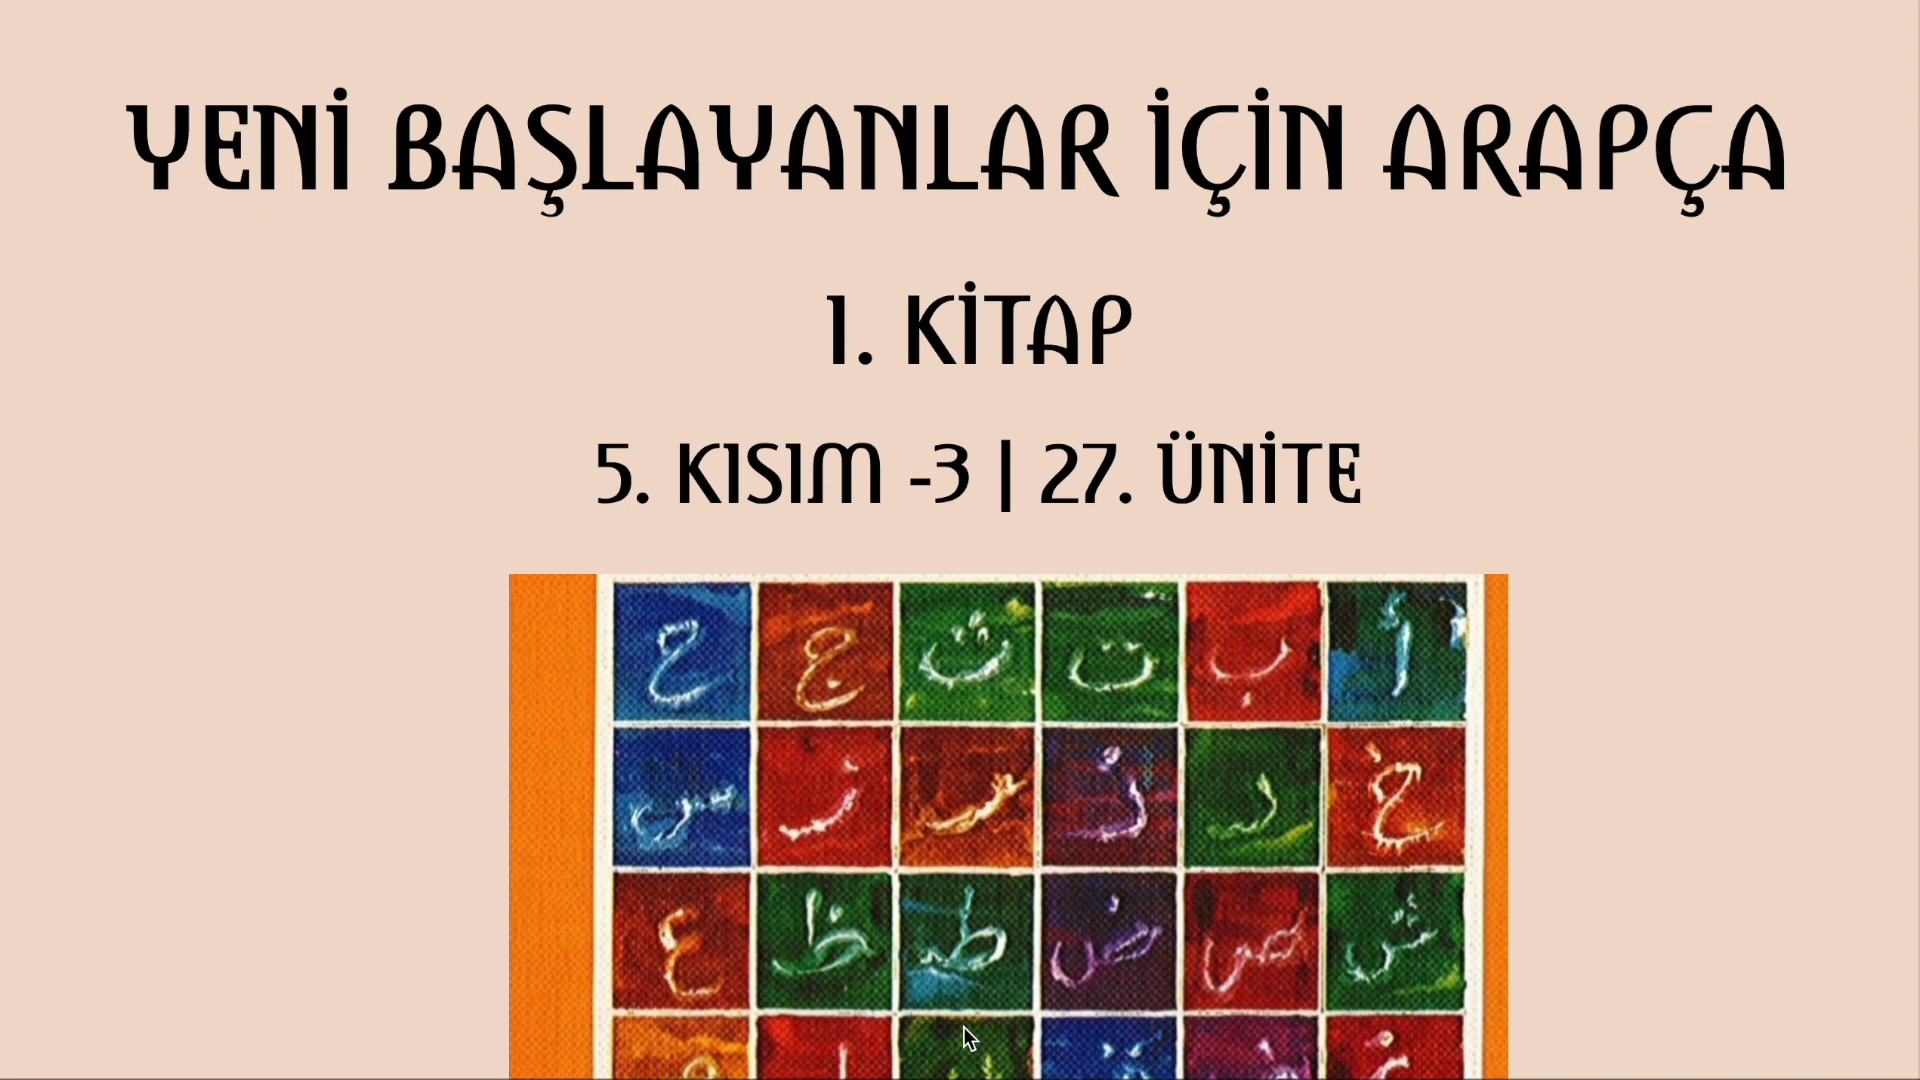 YENİ BAŞLAYANLAR İÇİN ARAPÇA
1. KİTAP
5. KISIM -3 | 27. ÜNİTE
أ ب ت ث ج ح
خ د ذ ر ز س
ش ص ض ط ظ ع